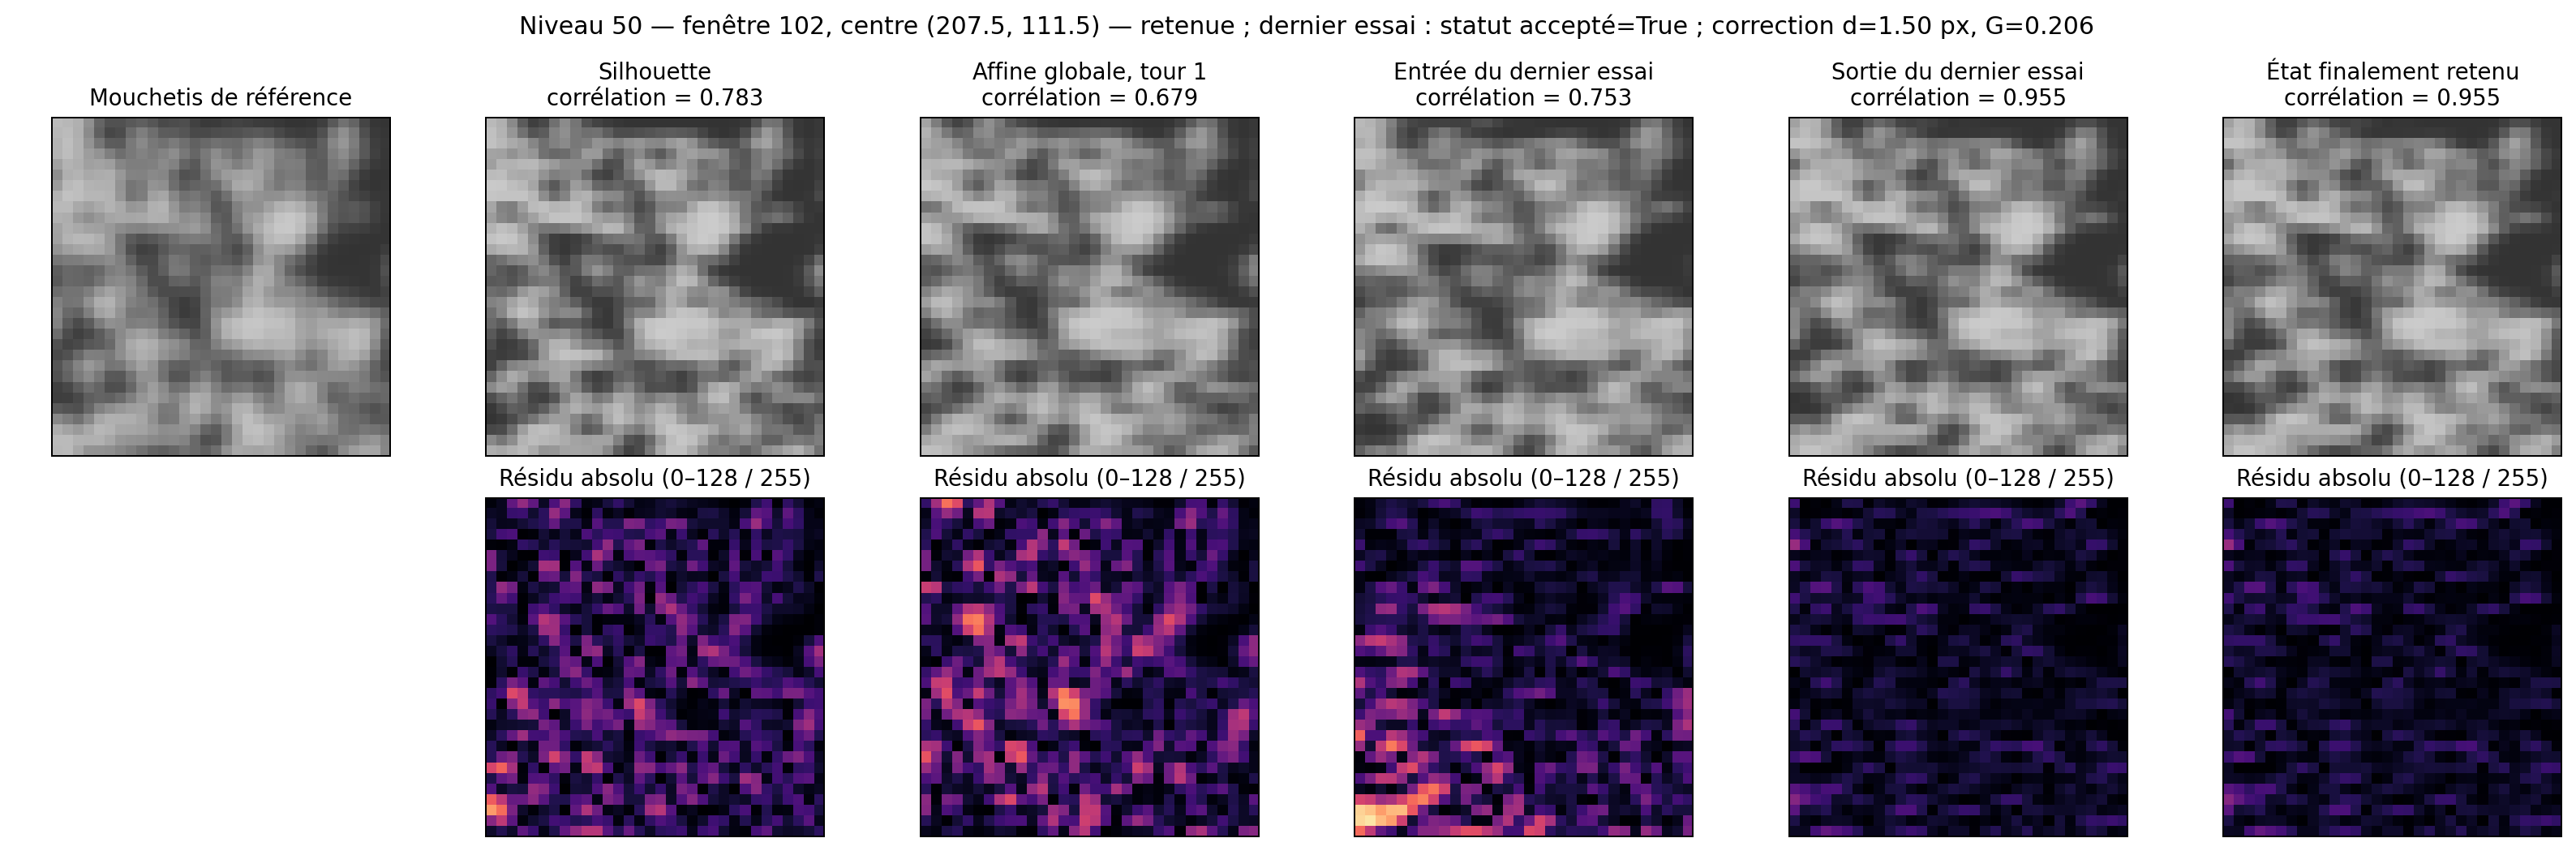 Niveau 50 — fenêtre 102, centre (207.5, 111.5) — retenue ; dernier essai : statut accepté=True ; correction d=1.50 px, G=0.206
Mouchetis de référence
Silhouette
corrélation = 0.783
Affine globale, tour 1
corrélation = 0.679
Entrée du dernier essai
corrélation = 0.753
Sortie du dernier essai
corrélation = 0.955
État finalement retenu
corrélation = 0.955
Résidu absolu (0–128 / 255)
Résidu absolu (0–128 / 255)
Résidu absolu (0–128 / 255)
Résidu absolu (0–128 / 255)
Résidu absolu (0–128 / 255)